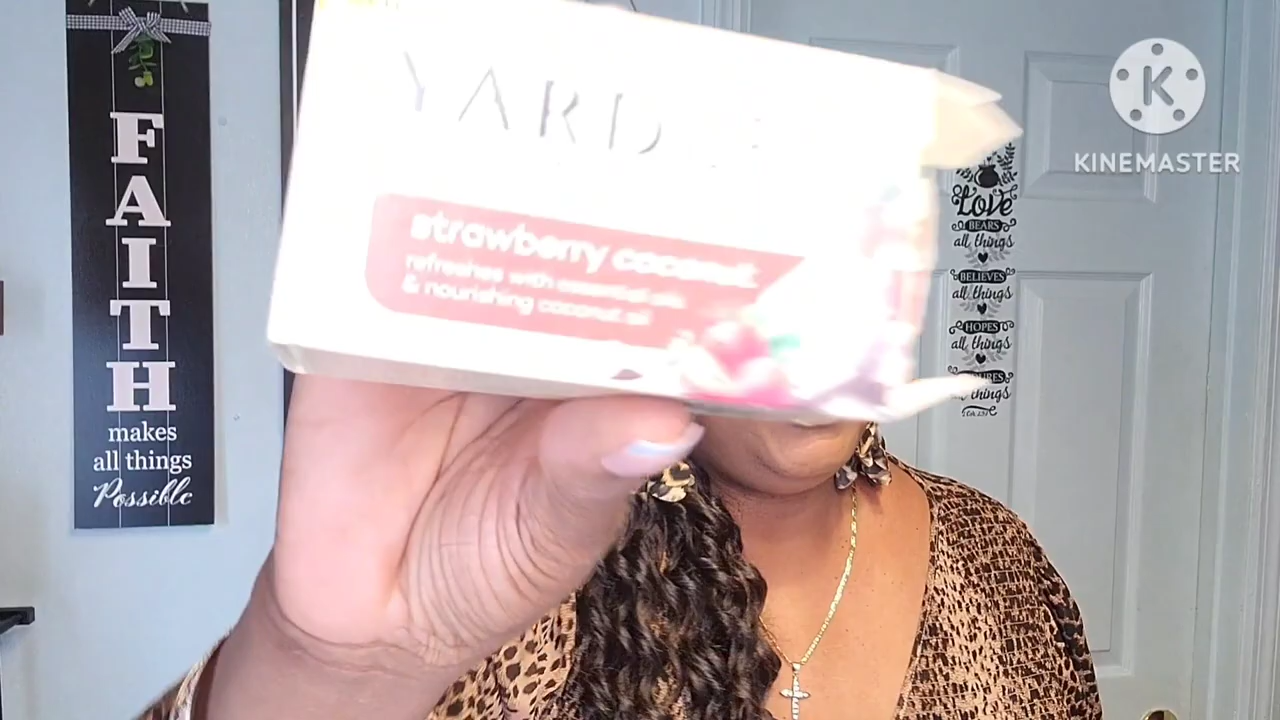 FAITH
makes
all things
Possible
YARD
strawberry coconut
refreshes with essential oils
& nourishing coconut oil
K
KINEMASTER
Love
BEARS
all things
BELIEVES
all things
HOPES
all things
all things